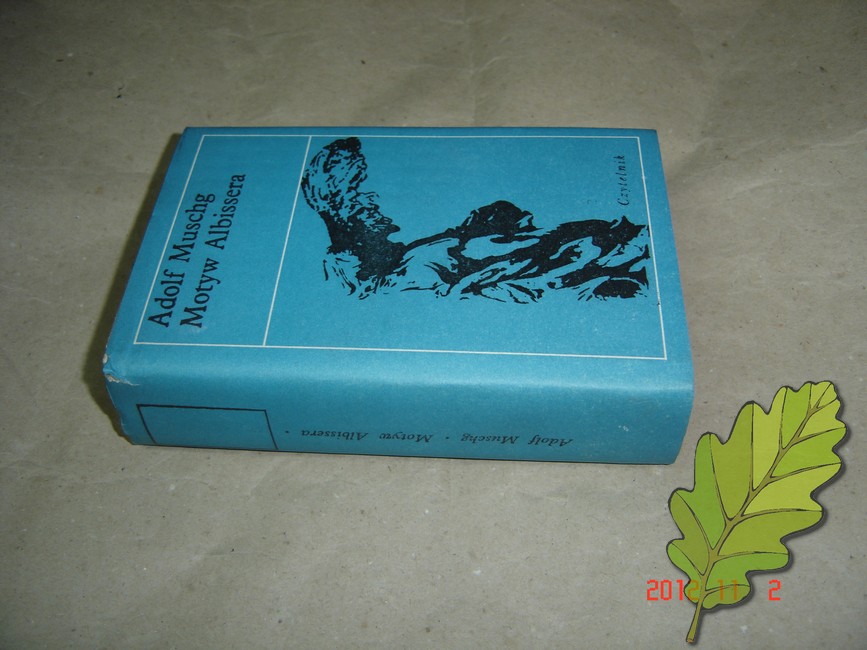 Adolf Muschg
Motyw Albissera
Czytelnik
Adolf Muschg · Motyw Albissera ·
2012 11 2